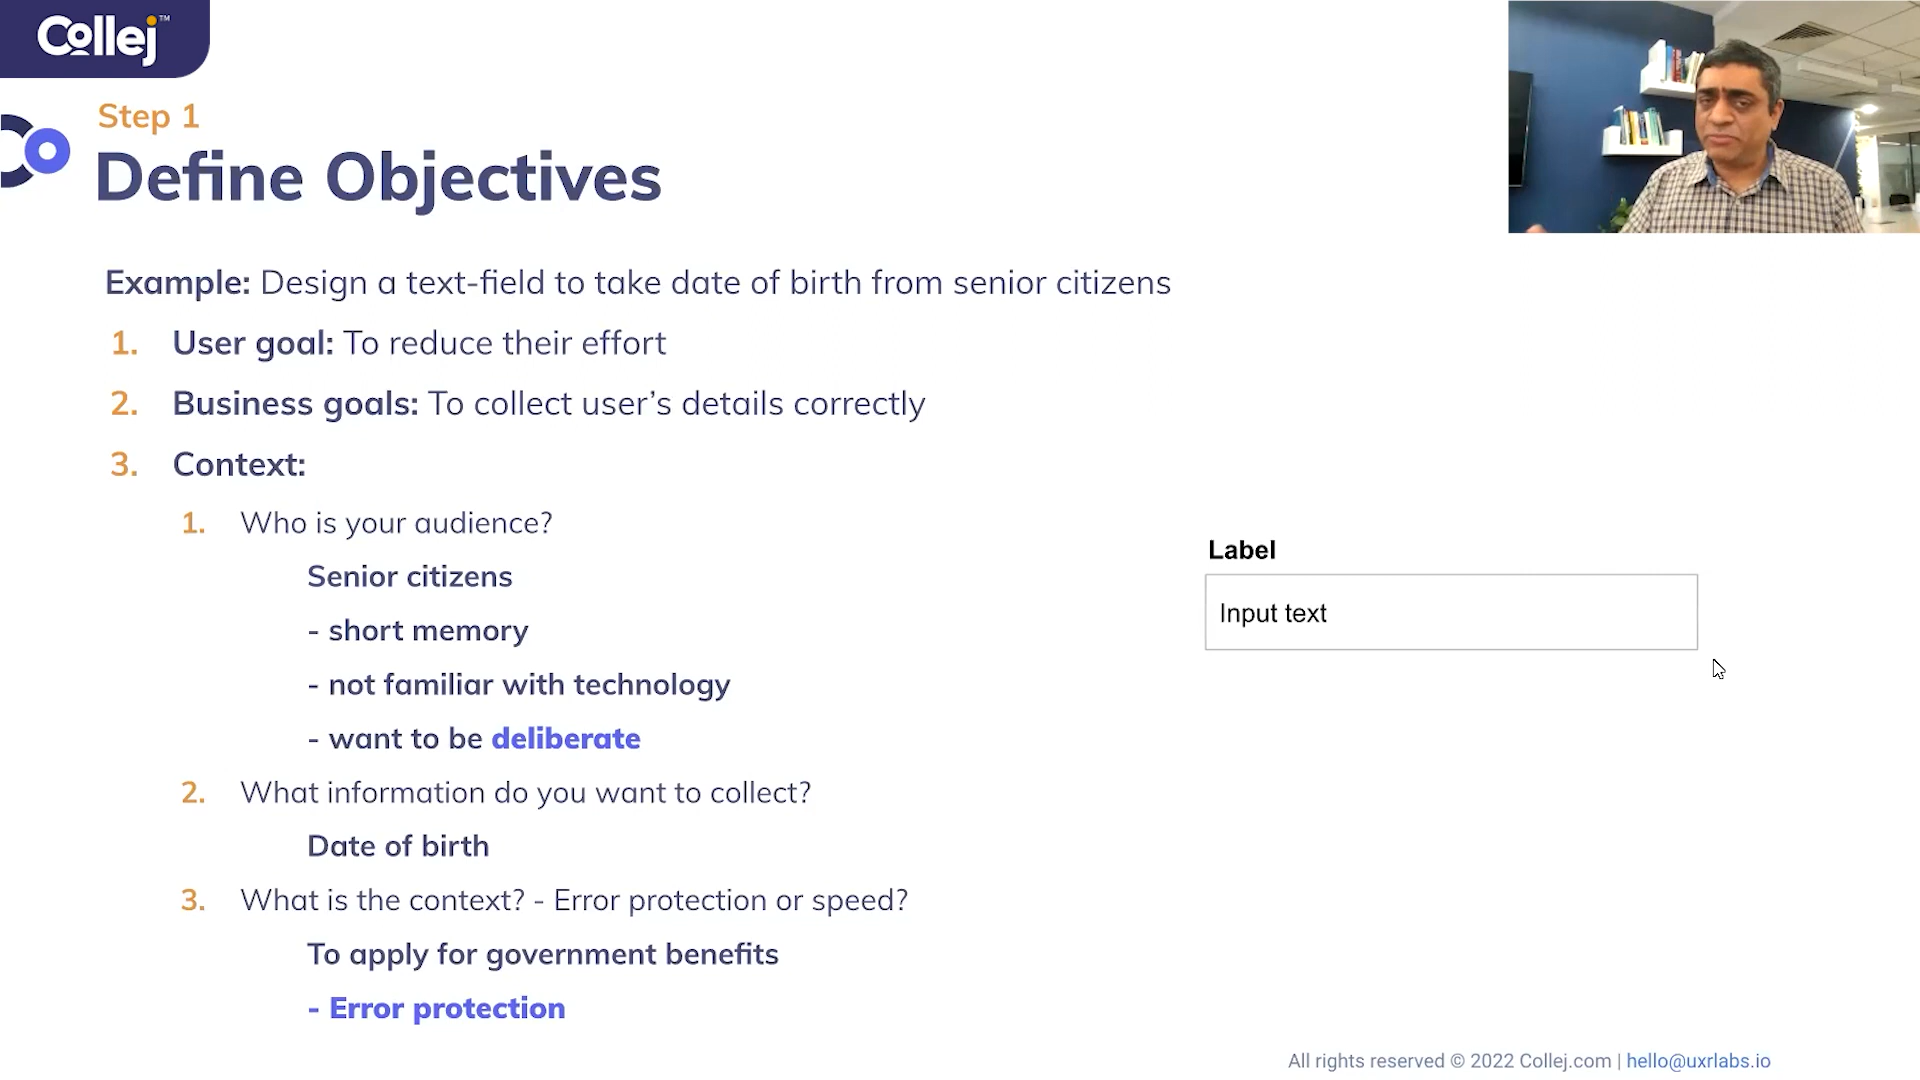 Collej™
Step 1
Define Objectives
Example: Design a text-field to take date of birth from senior citizens
1. User goal: To reduce their effort
2. Business goals: To collect user’s details correctly
3. Context:
1. Who is your audience?
Senior citizens
- short memory
- not familiar with technology
- want to be deliberate
2. What information do you want to collect?
Date of birth
3. What is the context? - Error protection or speed?
To apply for government benefits
- Error protection
Label
Input text
All rights reserved © 2022 Collej.com | hello@uxrlabs.io